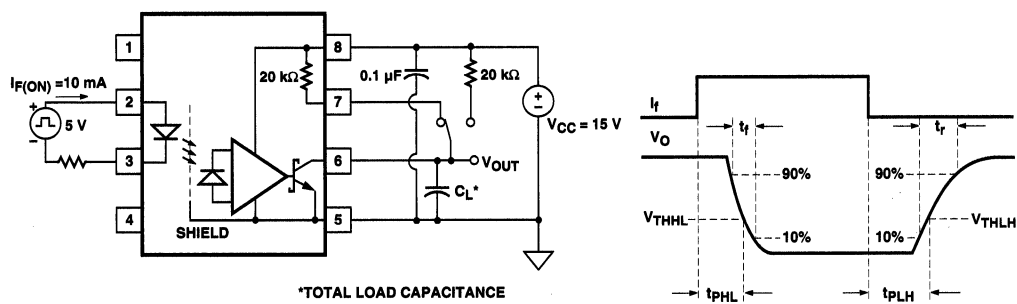 1
8
I_F(ON) =10 mA
20 kΩ
0.1 µF
20 kΩ
2
7
+
5 V
−
+
−
V_CC = 15 V
3
6
V_OUT
C_L*
4
5
SHIELD
*TOTAL LOAD CAPACITANCE
I_f
V_O
t_f
t_r
90%
90%
V_THHL
V_THLH
10%
10%
t_PHL
t_PLH